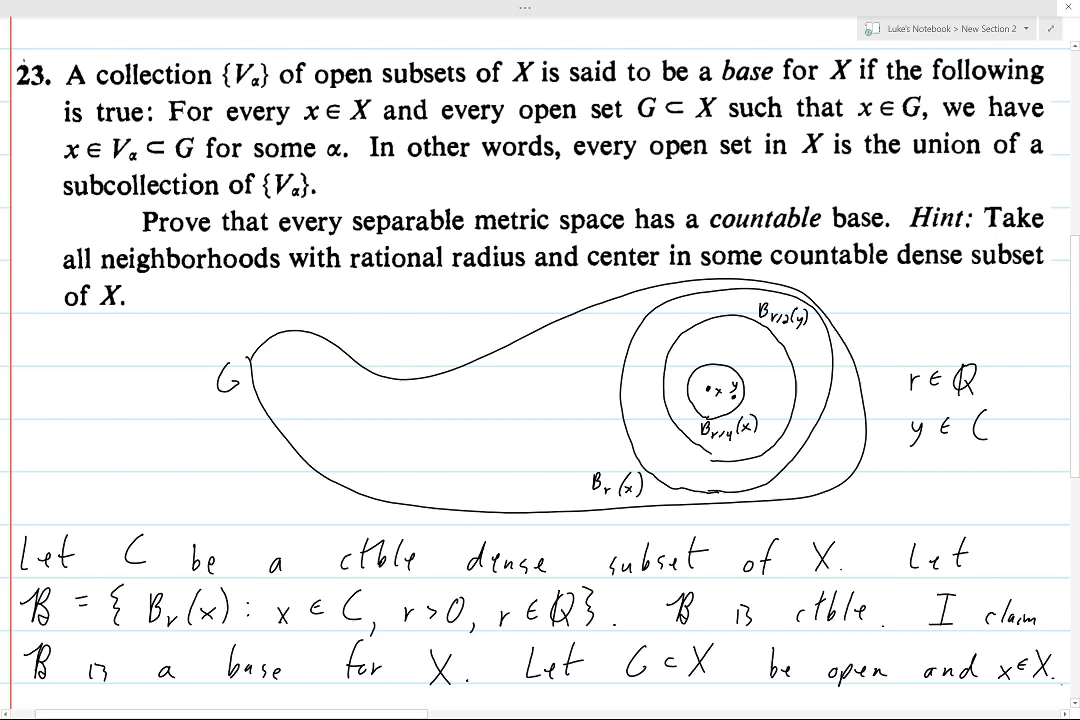 Luke's Notebook > New Section 2
23. A collection {Vα} of open subsets of X is said to be a base for X if the following
is true: For every x ∈ X and every open set G ⊂ X such that x ∈ G, we have
x ∈ Vα ⊂ G for some α. In other words, every open set in X is the union of a
subcollection of {Vα}.
Prove that every separable metric space has a countable base. Hint: Take
all neighborhoods with rational radius and center in some countable dense subset
of X.
B_{r/2}(y)
G
r ∈ Q
x y
B_{r/4}(x)
y ∈ C
B_r(x)
Let C be a ctble dense subset of X. Let
B = { B_r(x) : x ∈ C, r>0, r ∈ Q}. B is ctble. I claim
B is a base for X. Let G ⊂ X be open and x ∈ X.